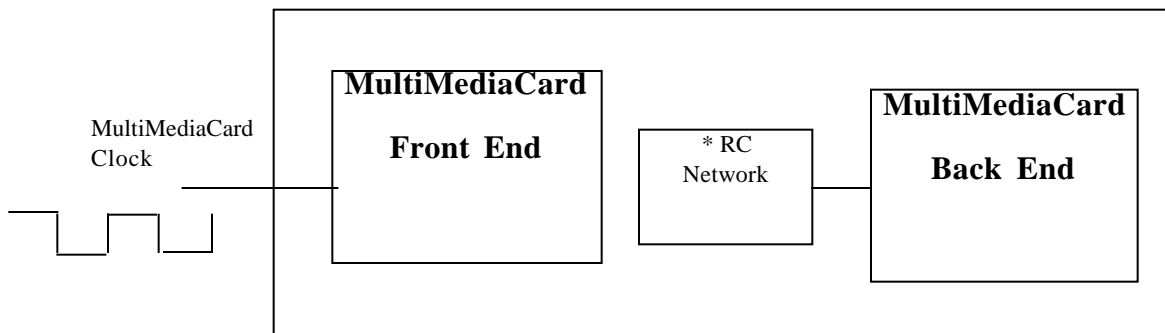 MultiMediaCard
Clock
MultiMediaCard
Front End
* RC
Network
MultiMediaCard
Back End